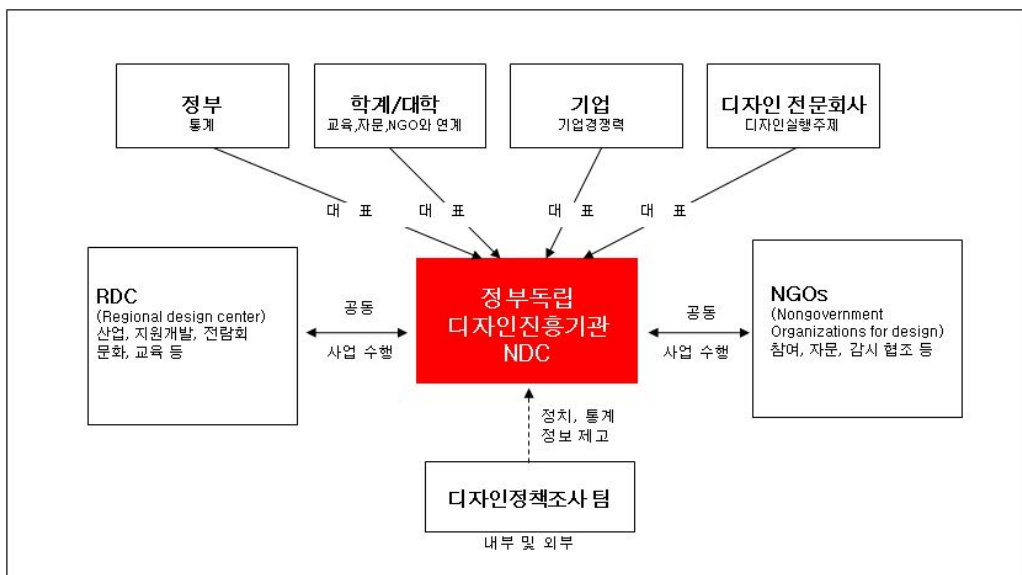 정부
통계
학계/대학
교육,자문,NGO와 연계
기업
기업경쟁력
디자인 전문회사
디자인실행주제
대 표
대 표
대 표
대 표
RDC
(Regional design center)
산업, 지원개발, 전람회
문화, 교육 등
공동
사업 수행
정부독립
디자인진흥기관
NDC
공동
사업 수행
NGOs
(Nongovernment
Organizations for design)
참여, 자문, 감시 협조 등
정치, 통계
정보 제고
디자인정책조사 팀
내부 및 외부